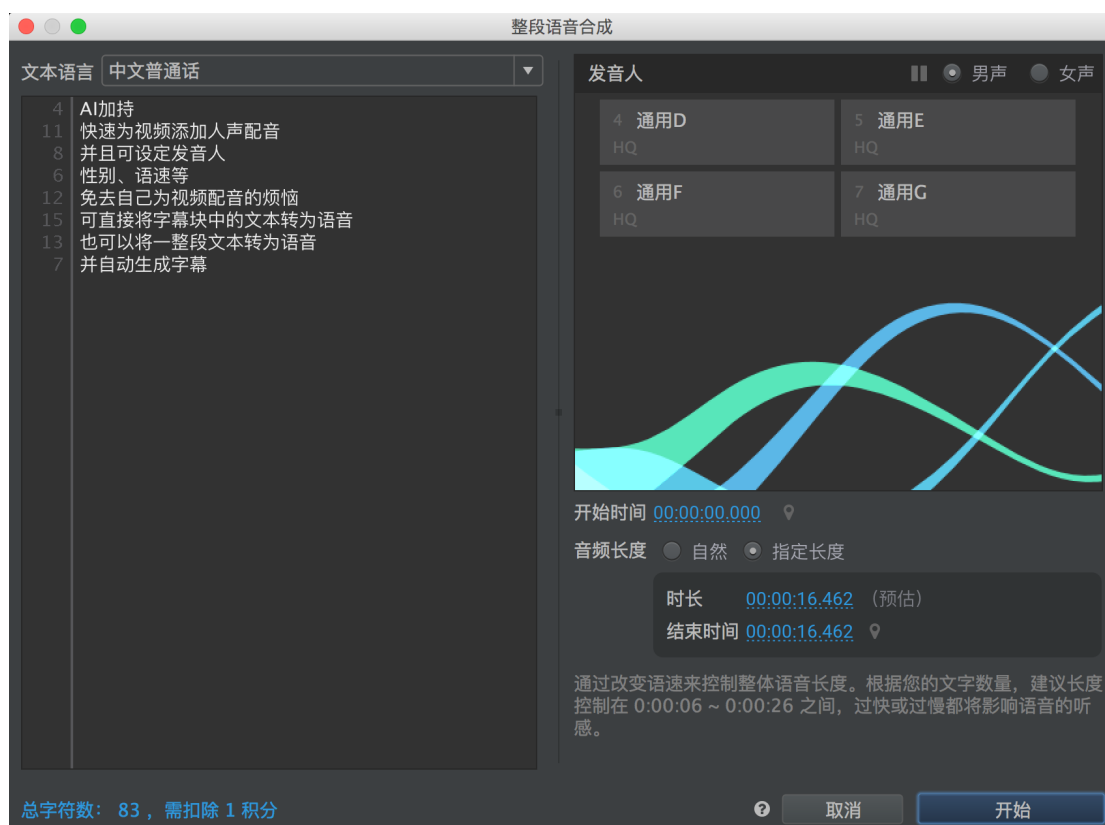 整段语音合成
文本语言 中文普通话
4 AI加持
11 快速为视频添加人声配音
8 并且可设定发音人
6 性别、语速等
12 免去自己为视频配音的烦恼
15 可直接将字幕块中的文本转为语音
13 也可以将一整段文本转为语音
7 并自动生成字幕
发音人 男声 女声
4 通用D 5 通用E
HQ HQ
6 通用F 7 通用G
HQ HQ
开始时间 00:00:00.000
音频长度 自然 指定长度
时长 00:00:16.462 （预估）
结束时间 00:00:16.462
通过改变语速来控制整体语音长度。根据您的文字数量，建议长度
控制在 0:00:06 ~ 0:00:26 之间，过快或过慢都将影响语音的听
感。
总字符数： 83 ，需扣除 1 积分
? 取消 开始